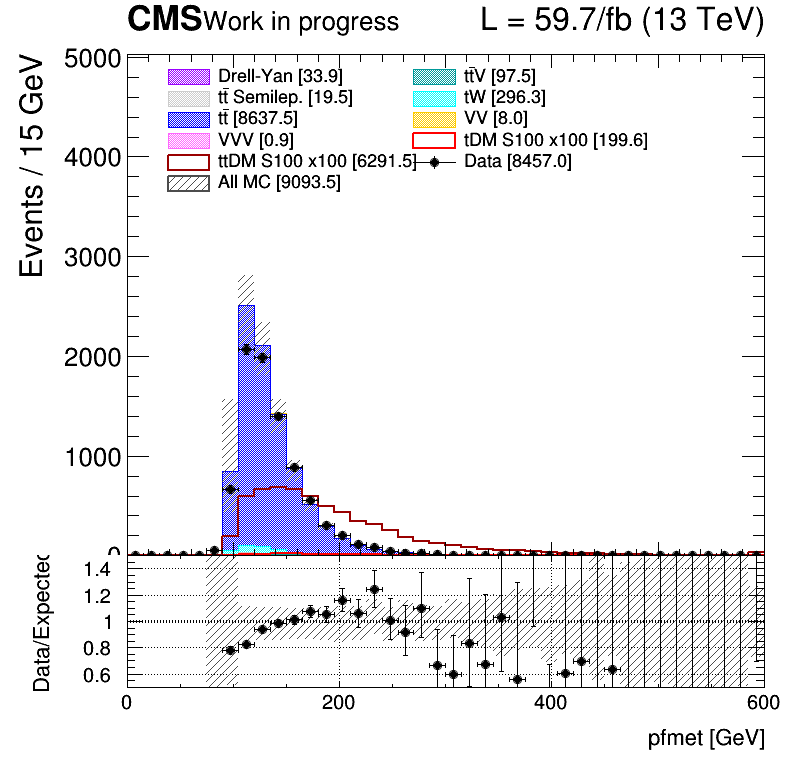 CMS Work in progress L = 59.7/fb (13 TeV)
Events / 15 GeV
5000
4000
3000
2000
1000
0
Drell-Yan [33.9] tt̄V [97.5]
tt̄ Semilep. [19.5] tW [296.3]
tt̄ [8637.5] VV [8.0]
VVV [0.9] tDM S100 x100 [199.6]
ttDM S100 x100 [6291.5] Data [8457.0]
All MC [9093.5]
Data/Expected
1.4
1.2
1
0.8
0.6
0 200 400 600
pfmet [GeV]